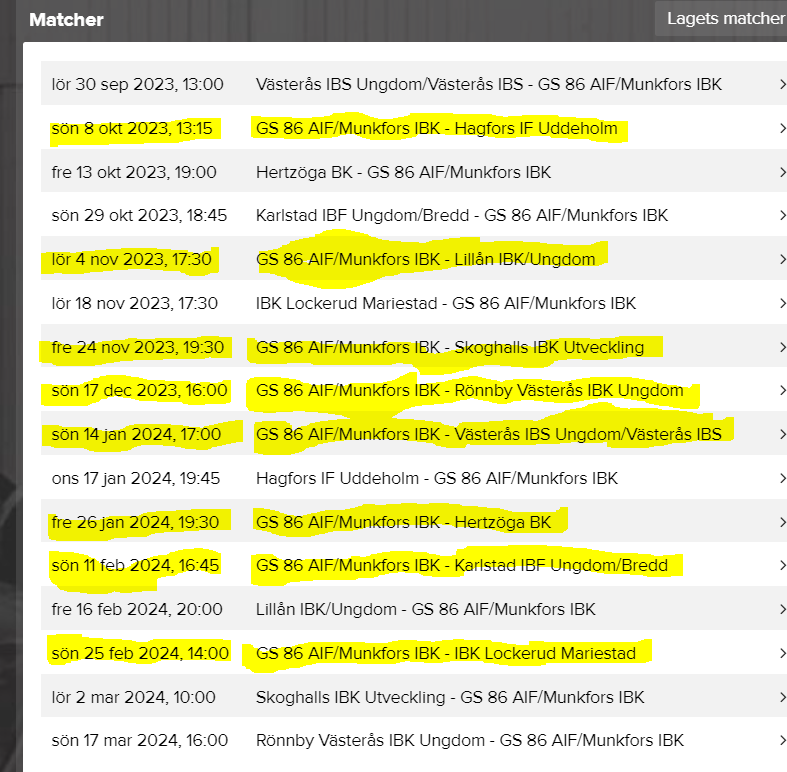 Matcher
Lagets matcher
lör 30 sep 2023, 13:00 Västerås IBS Ungdom/Västerås IBS - GS 86 AIF/Munkfors IBK
sön 8 okt 2023, 13:15 GS 86 AIF/Munkfors IBK - Hagfors IF Uddeholm
fre 13 okt 2023, 19:00 Hertzöga BK - GS 86 AIF/Munkfors IBK
sön 29 okt 2023, 18:45 Karlstad IBF Ungdom/Bredd - GS 86 AIF/Munkfors IBK
lör 4 nov 2023, 17:30 GS 86 AIF/Munkfors IBK - Lillån IBK/Ungdom
lör 18 nov 2023, 17:30 IBK Lockerud Mariestad - GS 86 AIF/Munkfors IBK
fre 24 nov 2023, 19:30 GS 86 AIF/Munkfors IBK - Skoghalls IBK Utveckling
sön 17 dec 2023, 16:00 GS 86 AIF/Munkfors IBK - Rönnby Västerås IBK Ungdom
sön 14 jan 2024, 17:00 GS 86 AIF/Munkfors IBK - Västerås IBS Ungdom/Västerås IBS
ons 17 jan 2024, 19:45 Hagfors IF Uddeholm - GS 86 AIF/Munkfors IBK
fre 26 jan 2024, 19:30 GS 86 AIF/Munkfors IBK - Hertzöga BK
sön 11 feb 2024, 16:45 GS 86 AIF/Munkfors IBK - Karlstad IBF Ungdom/Bredd
fre 16 feb 2024, 20:00 Lillån IBK/Ungdom - GS 86 AIF/Munkfors IBK
sön 25 feb 2024, 14:00 GS 86 AIF/Munkfors IBK - IBK Lockerud Mariestad
lör 2 mar 2024, 10:00 Skoghalls IBK Utveckling - GS 86 AIF/Munkfors IBK
sön 17 mar 2024, 16:00 Rönnby Västerås IBK Ungdom - GS 86 AIF/Munkfors IBK